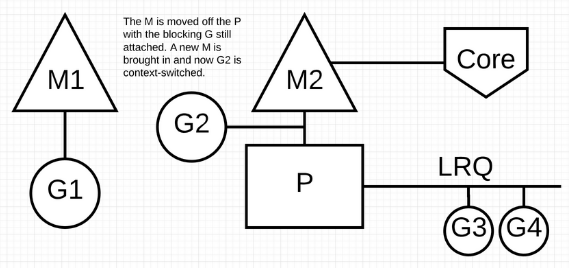 The M is moved off the P
with the blocking G still
attached. A new M is
brought in and now G2 is
context-switched.
M1
M2
Core
G2
G1
P
LRQ
G3
G4